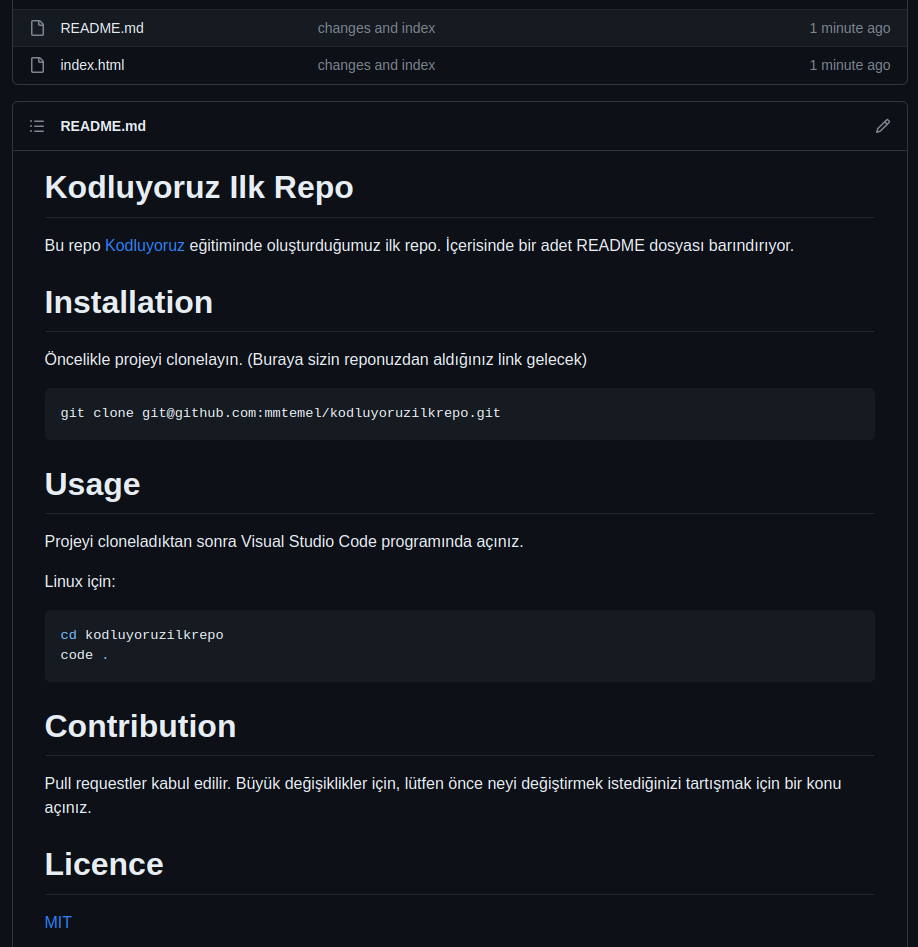 README.md changes and index 1 minute ago
index.html changes and index 1 minute ago
README.md
Kodluyoruz Ilk Repo
Bu repo Kodluyoruz eğitiminde oluşturduğumuz ilk repo. İçerisinde bir adet README dosyası barındırıyor.
Installation
Öncelikle projeyi clonelayın. (Buraya sizin reponuzdan aldığınız link gelecek)
git clone git@github.com:mmtemel/kodluyoruzilkrepo.git
Usage
Projeyi cloneladıktan sonra Visual Studio Code programında açınız.
Linux için:
cd kodluyoruzilkrepo
code .
Contribution
Pull requestler kabul edilir. Büyük değişiklikler için, lütfen önce neyi değiştirmek istediğinizi tartışmak için bir konu
açınız.
Licence
MIT